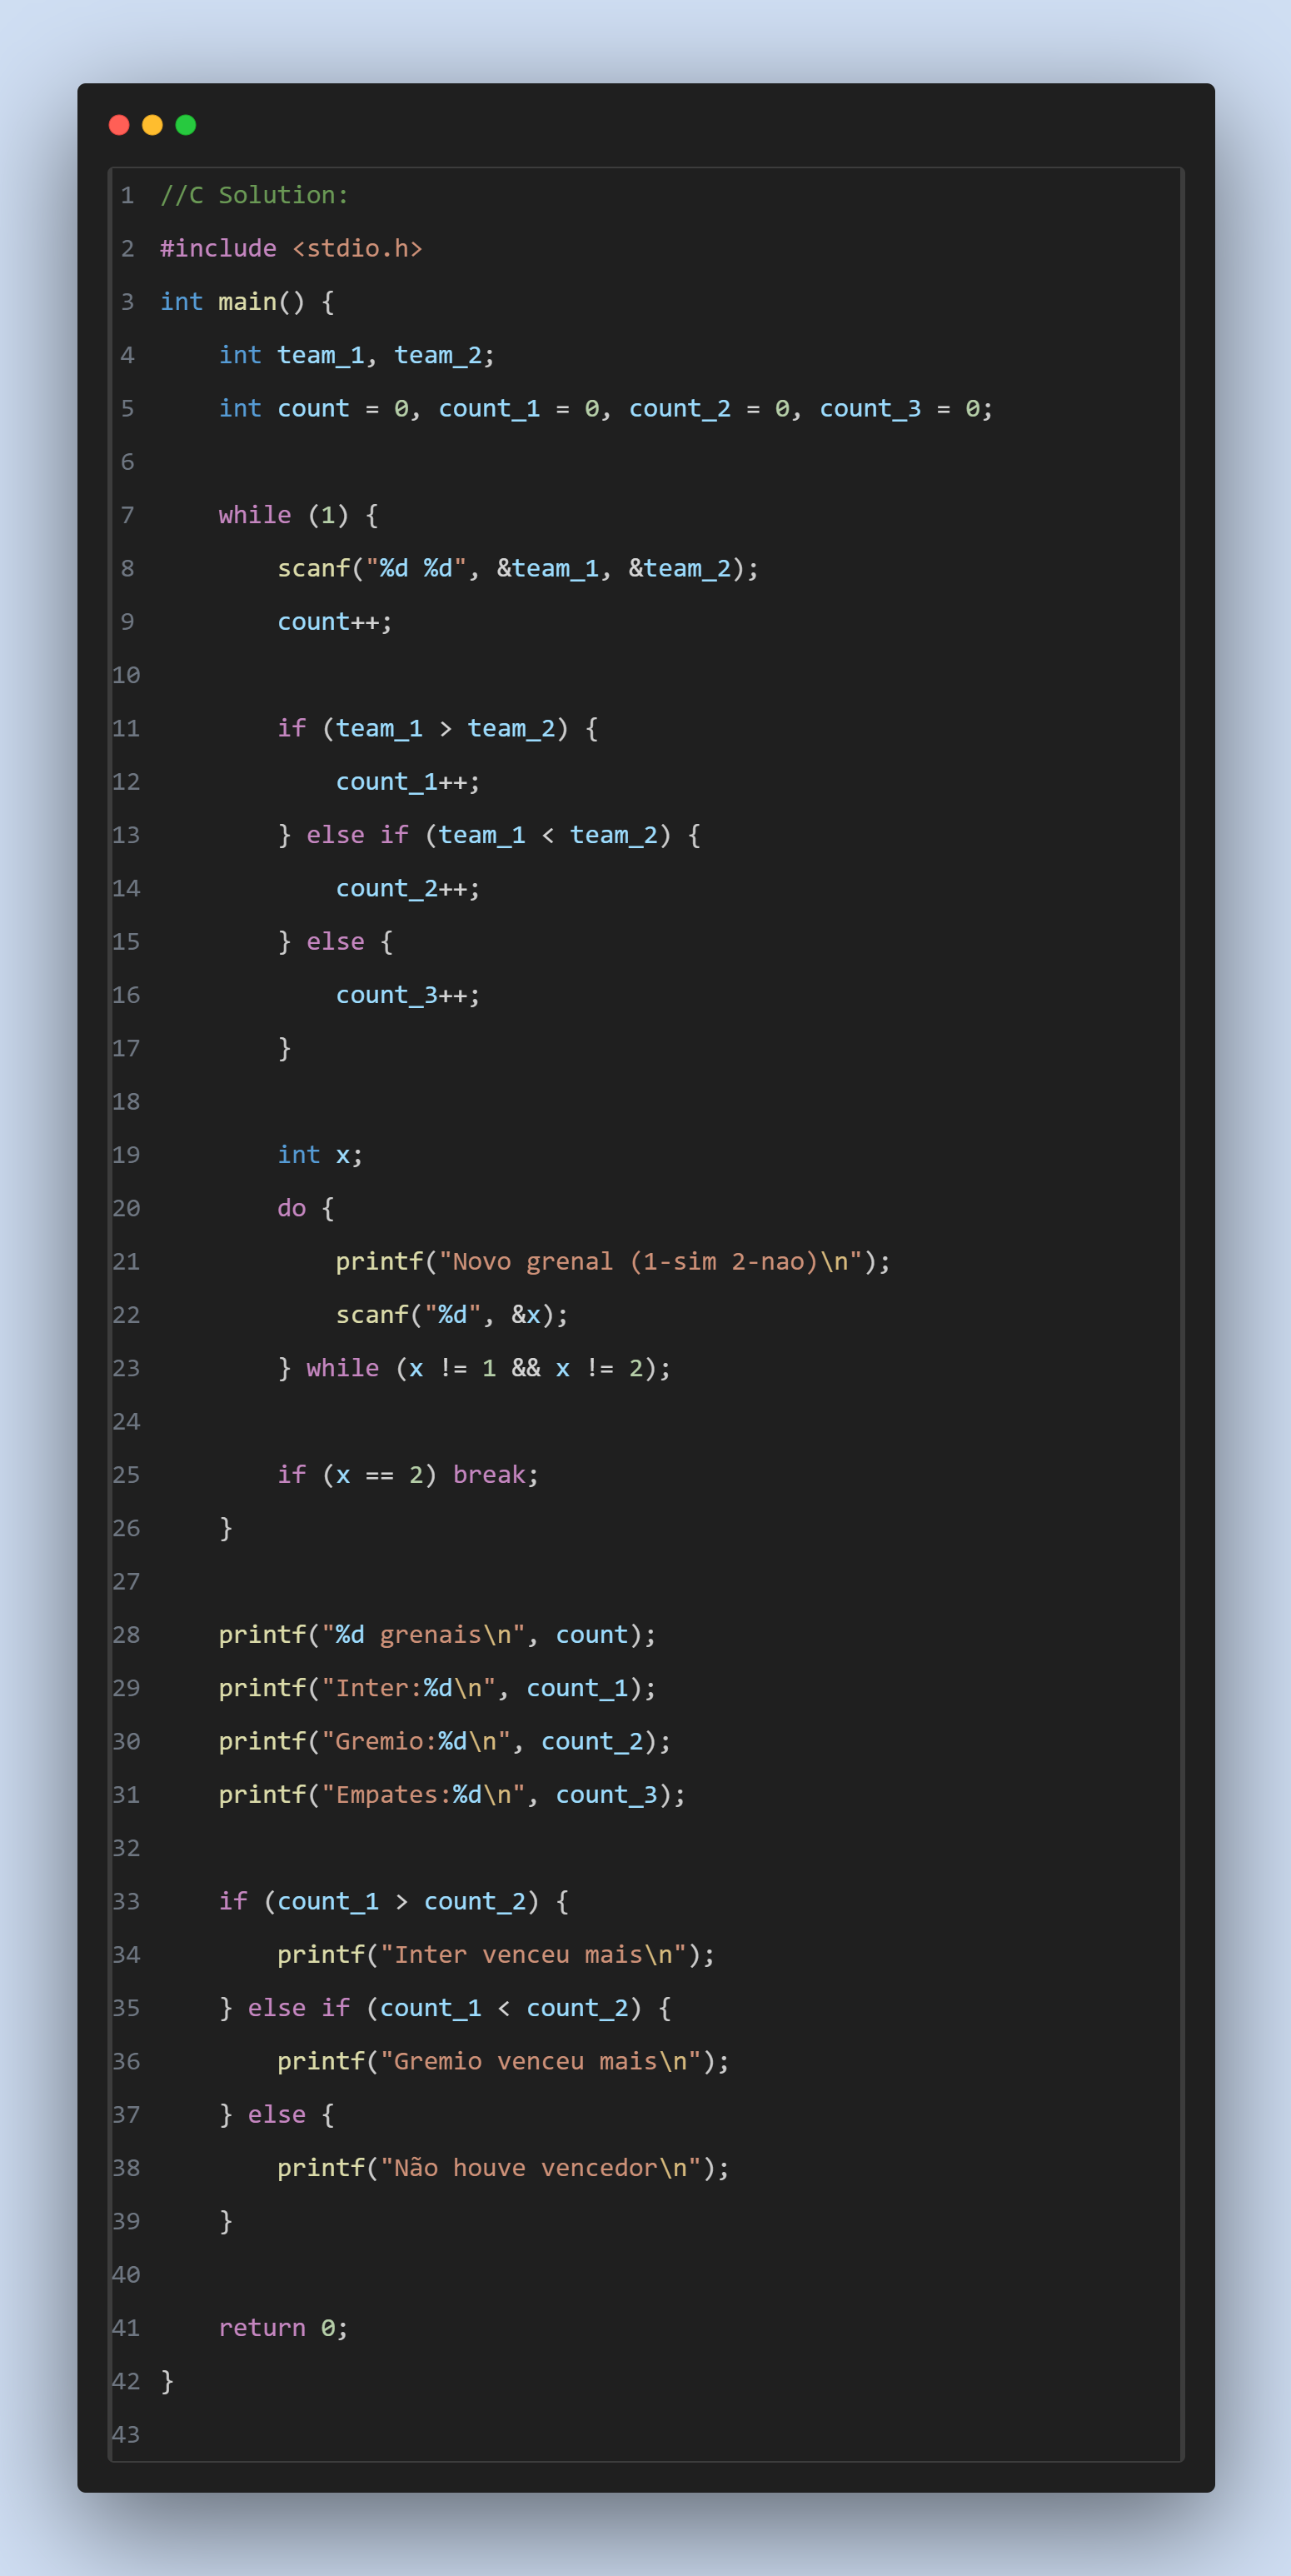 1 //C Solution:
2 #include <stdio.h>
3 int main() {
4     int team_1, team_2;
5     int count = 0, count_1 = 0, count_2 = 0, count_3 = 0;
6
7     while (1) {
8         scanf("%d %d", &team_1, &team_2);
9         count++;
10
11         if (team_1 > team_2) {
12             count_1++;
13         } else if (team_1 < team_2) {
14             count_2++;
15         } else {
16             count_3++;
17         }
18
19         int x;
20         do {
21             printf("Novo grenal (1-sim 2-nao)\n");
22             scanf("%d", &x);
23         } while (x != 1 && x != 2);
24
25         if (x == 2) break;
26     }
27
28     printf("%d grenais\n", count);
29     printf("Inter:%d\n", count_1);
30     printf("Gremio:%d\n", count_2);
31     printf("Empates:%d\n", count_3);
32
33     if (count_1 > count_2) {
34         printf("Inter venceu mais\n");
35     } else if (count_1 < count_2) {
36         printf("Gremio venceu mais\n");
37     } else {
38         printf("Não houve vencedor\n");
39     }
40
41     return 0;
42 }
43